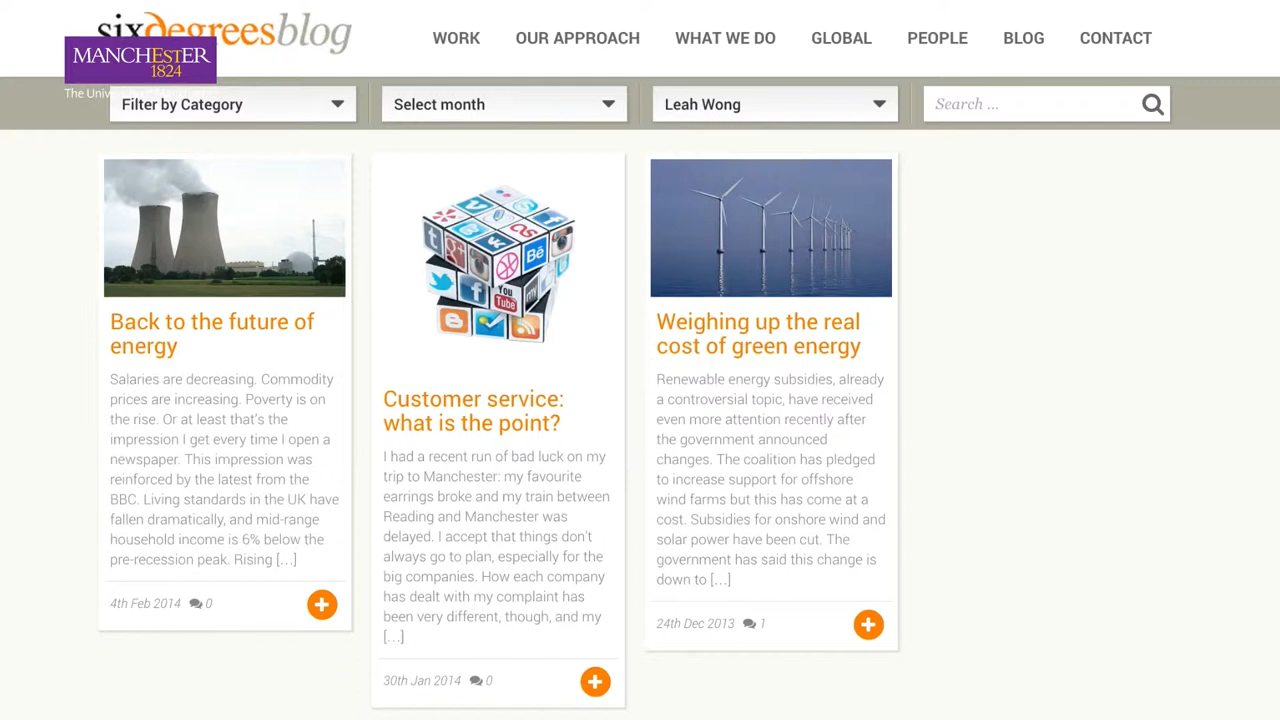 sixdegreesblog
MANCHEstER
1824
The Univ
WORK
OUR APPROACH
WHAT WE DO
GLOBAL
PEOPLE
BLOG
CONTACT
Filter by Category
Select month
Leah Wong
Search ...
Back to the future of
energy
Salaries are decreasing. Commodity
prices are increasing. Poverty is on
the rise. Or at least that’s the
impression I get every time I open a
newspaper. This impression was
reinforced by the latest from the
BBC. Living standards in the UK have
fallen dramatically, and mid-range
household income is 6% below the
pre-recession peak. Rising […]
4th Feb 2014 0
You
Tube
Bē
my
Customer service:
what is the point?
I had a recent run of bad luck on my
trip to Manchester: my favourite
earrings broke and my train between
Reading and Manchester was
delayed. I accept that things don’t
always go to plan, especially for the
big companies. How each company
has dealt with my complaint has
been very different, though, and my
[…]
30th Jan 2014 0
Weighing up the real
cost of green energy
Renewable energy subsidies, already
a controversial topic, have received
even more attention recently after
the government announced
changes. The coalition has pledged
to increase support for offshore
wind farms but this has come at a
cost. Subsidies for onshore wind and
solar power have been cut. The
government has said this change is
down to […]
24th Dec 2013 1